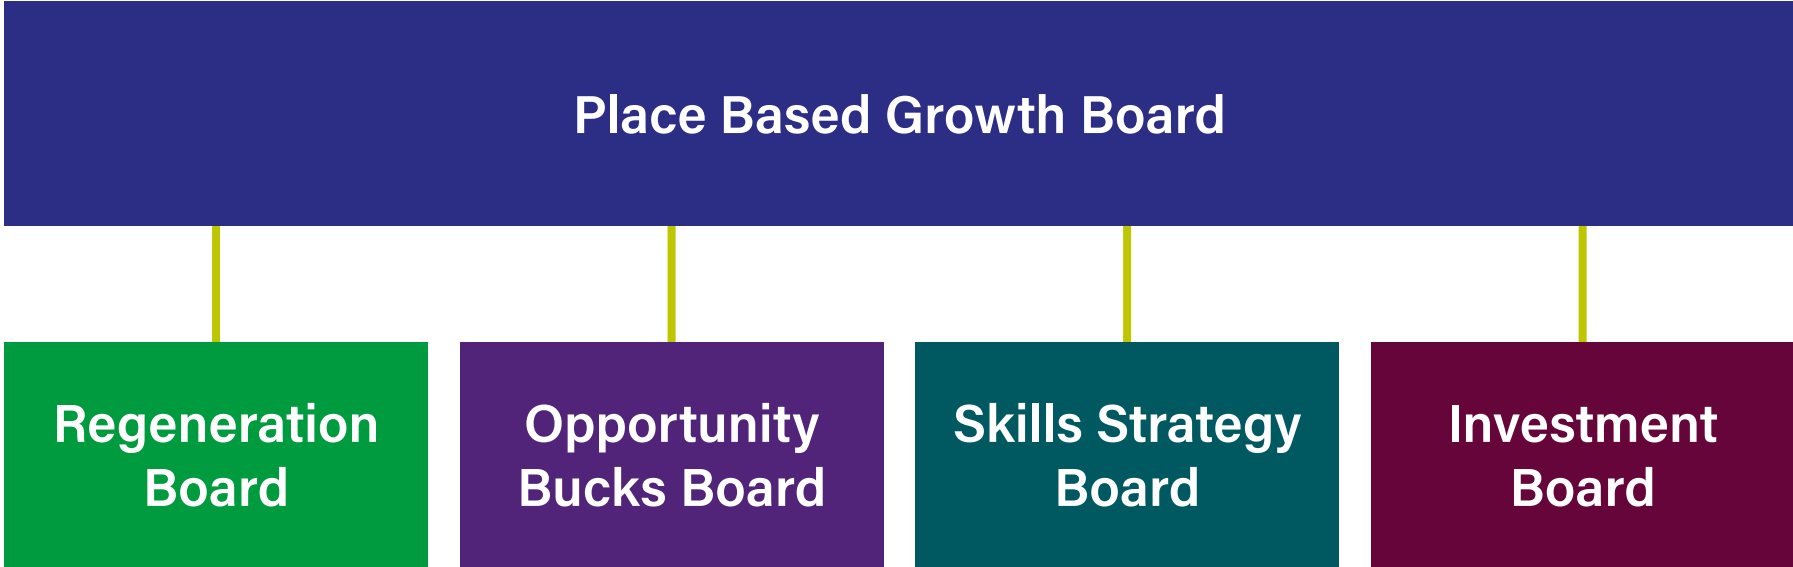 Place Based Growth Board
Regeneration
Board
Opportunity
Bucks Board
Skills Strategy
Board
Investment
Board